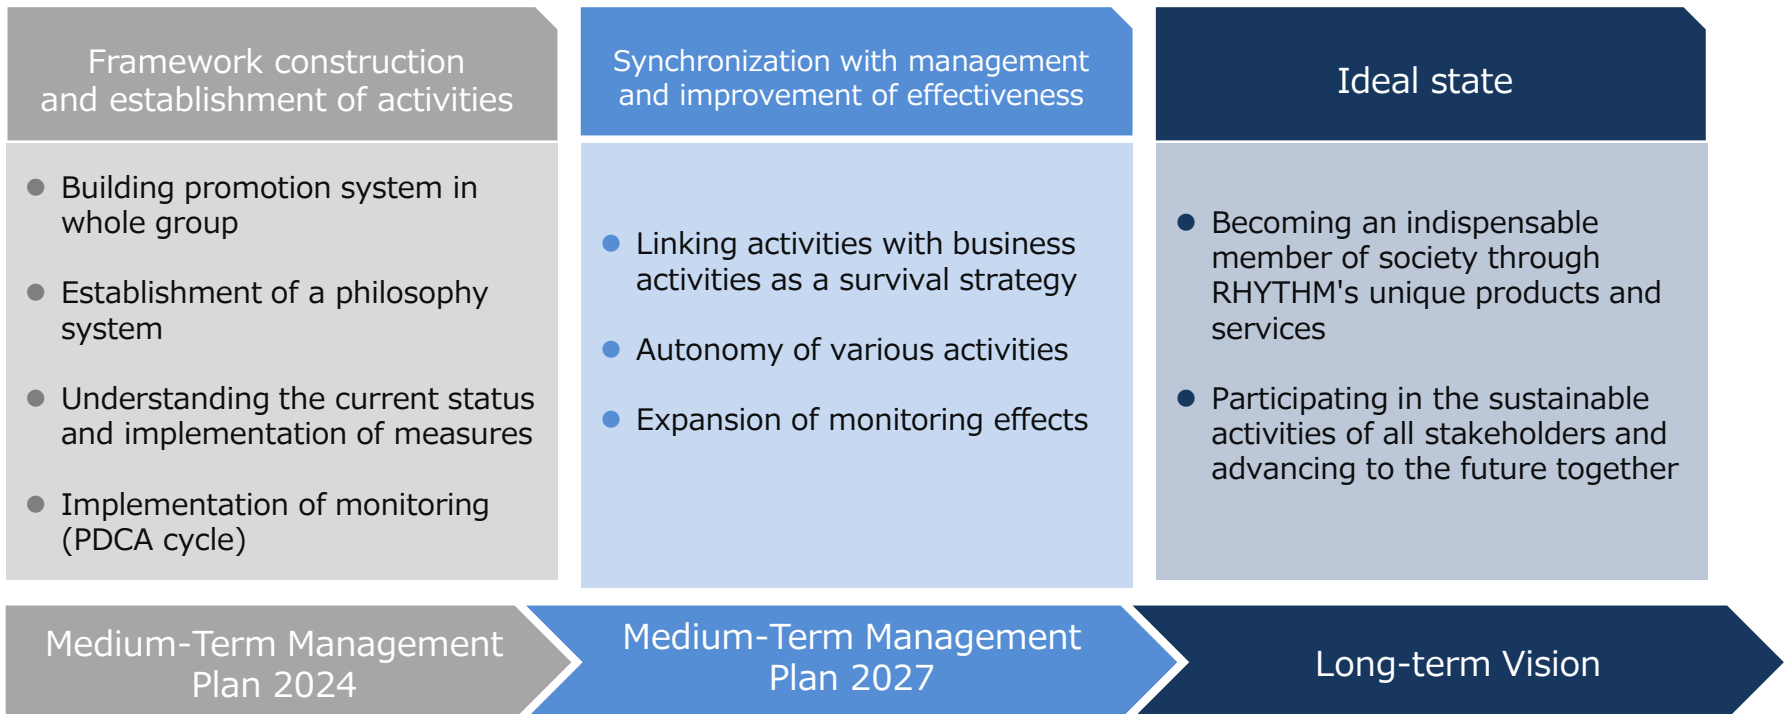 Framework construction
and establishment of activities
Building promotion system in
whole group
Establishment of a philosophy
system
Understanding the current status
and implementation of measures
Implementation of monitoring
(PDCA cycle)
Synchronization with management
and improvement of effectiveness
Linking activities with business
activities as a survival strategy
Autonomy of various activities
Expansion of monitoring effects
Ideal state
Becoming an indispensable
member of society through
RHYTHM's unique products and
services
Participating in the sustainable
activities of all stakeholders and
advancing to the future together
Medium-Term Management
Plan 2024
Medium-Term Management
Plan 2027
Long-term Vision